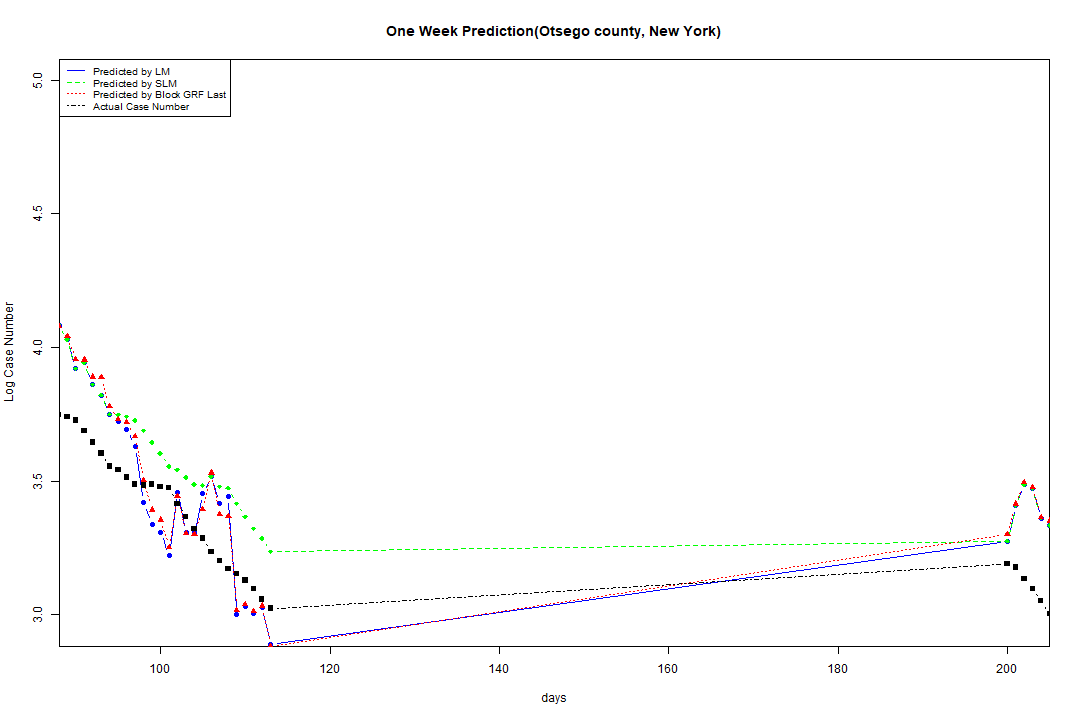 One Week Prediction(Otsego county, New York)
Predicted by LM
Predicted by SLM
Predicted by Block GRF Last
Actual Case Number
5.0
4.5
4.0
3.5
3.0
Log Case Number
100
120
140
160
180
200
days